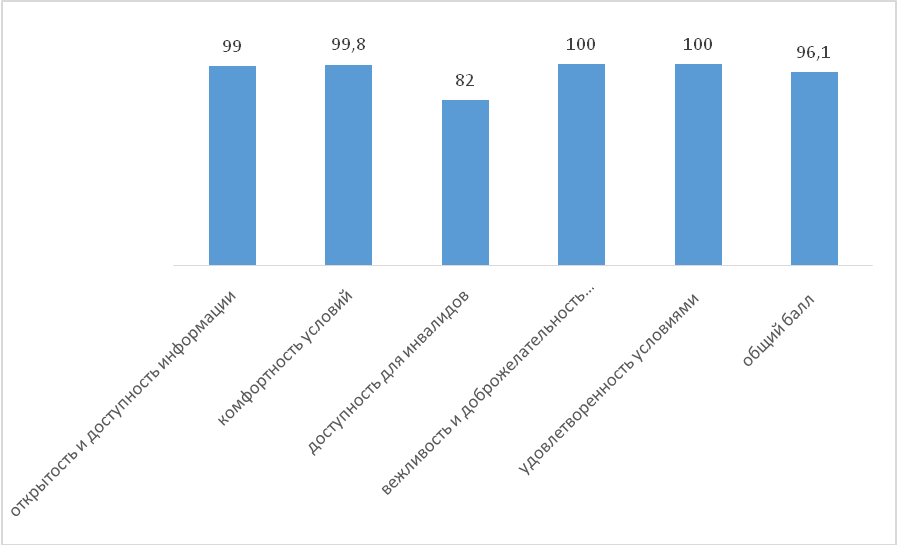 99
99,8
82
100
100
96,1
открытость и доступность информации
комфортность условий
доступность для инвалидов
вежливость и доброжелательность...
удовлетворенность условиями
общий балл